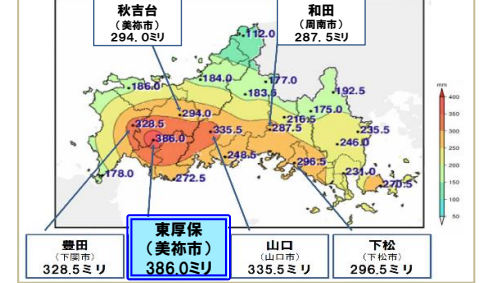 秋吉台
(美祢市)
294.0ミリ
和田
(周南市)
287.5ミリ
112.0
186.0
184.0
177.0
183.5
192.5
175.0
216.5
294.0
328.5
335.5
287.5
235.5
386.0
246.0
248.5
296.5
178.0
272.5
231.0
270.5
mm
400
350
300
250
200
150
100
50
豊田
(下関市)
328.5ミリ
東厚保
(美祢市)
386.0ミリ
山口
(山口市)
335.5ミリ
下松
(下松市)
296.5ミリ